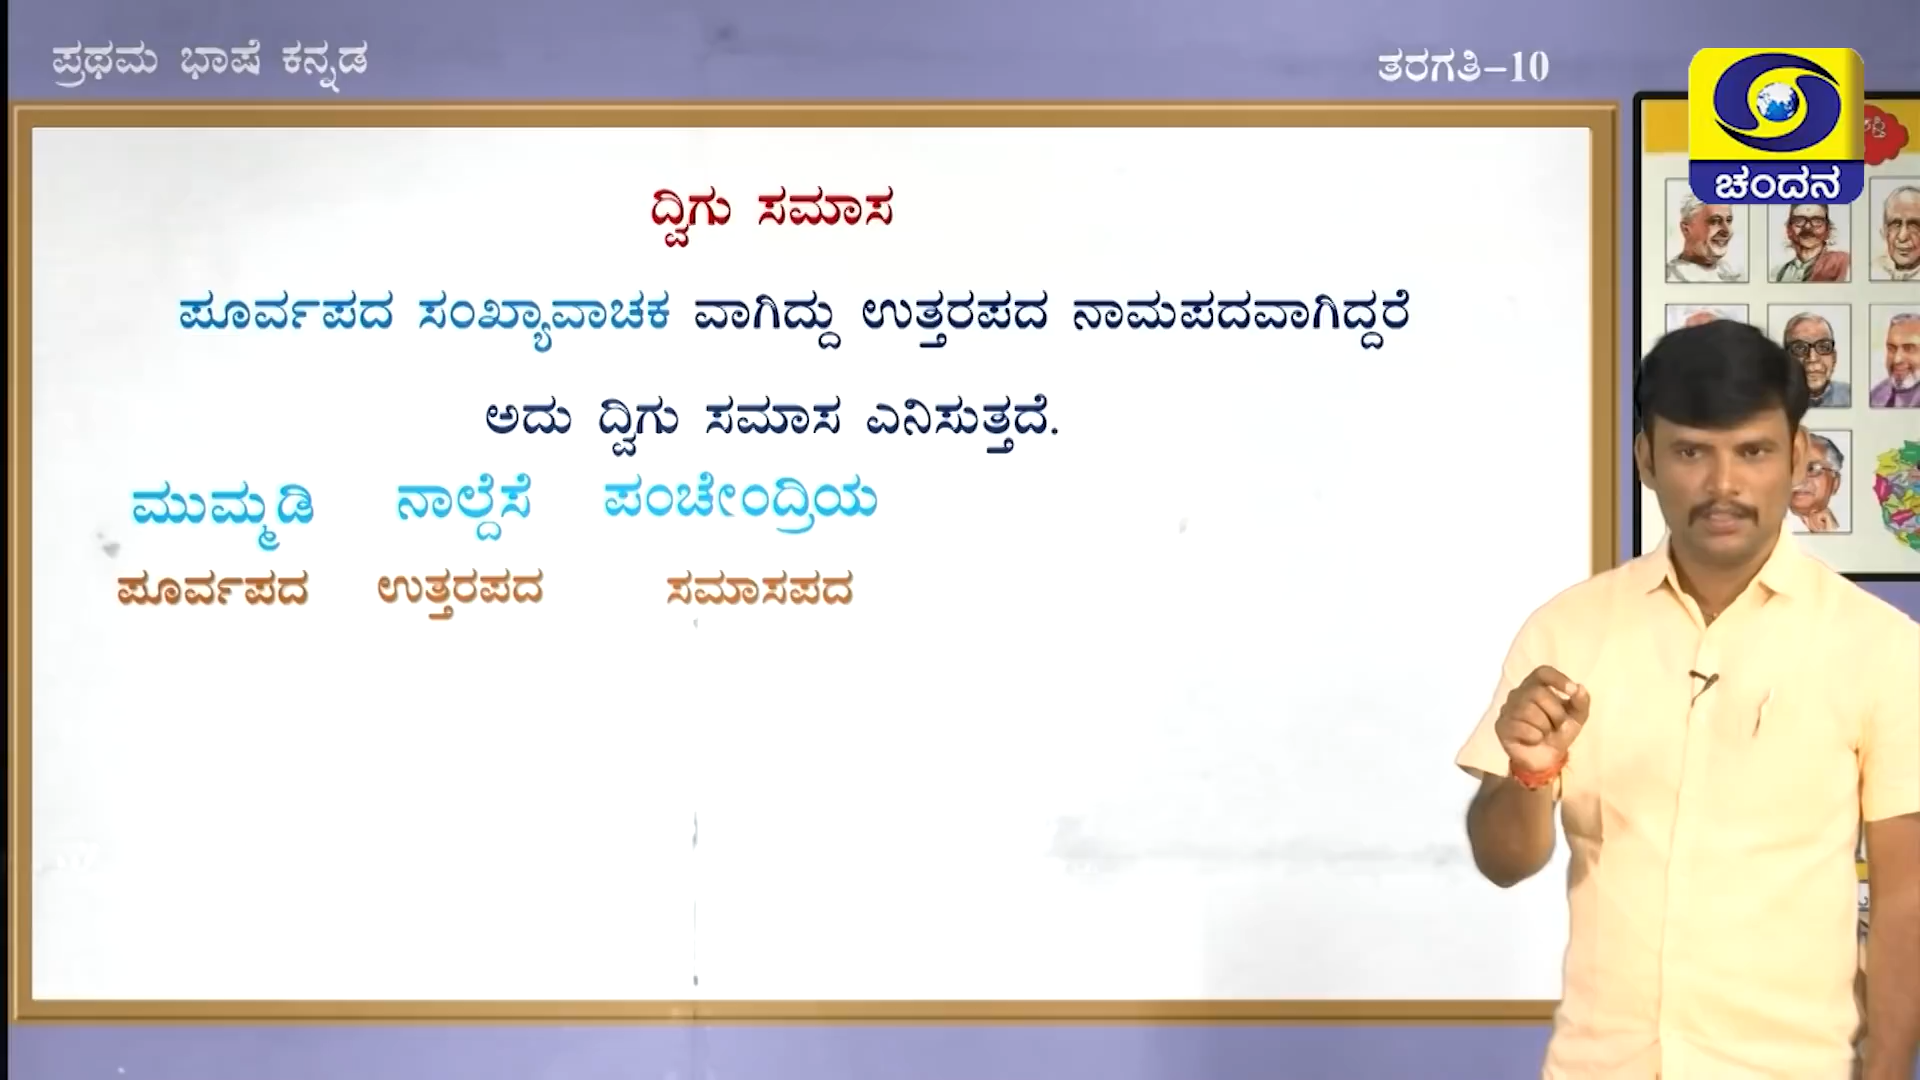 ಪ್ರಥಮ ಭಾಷೆ ಕನ್ನಡ
ತರಗತಿ-10
ಚಂದನ
ದ್ವಿಗು ಸಮಾಸ
ಪೂರ್ವಪದ ಸಂಖ್ಯಾವಾಚಕ ವಾಗಿದ್ದು ಉತ್ತರಪದ ನಾಮಪದವಾಗಿದ್ದರೆ
ಅದು ದ್ವಿಗು ಸಮಾಸ ಎನಿಸುತ್ತದೆ.
ಮುಮ್ಮಡಿ ನಾಲ್ದೆಸೆ ಪಂಚೇಂದ್ರಿಯ
ಪೂರ್ವಪದ ಉತ್ತರಪದ ಸಮಾಸಪದ